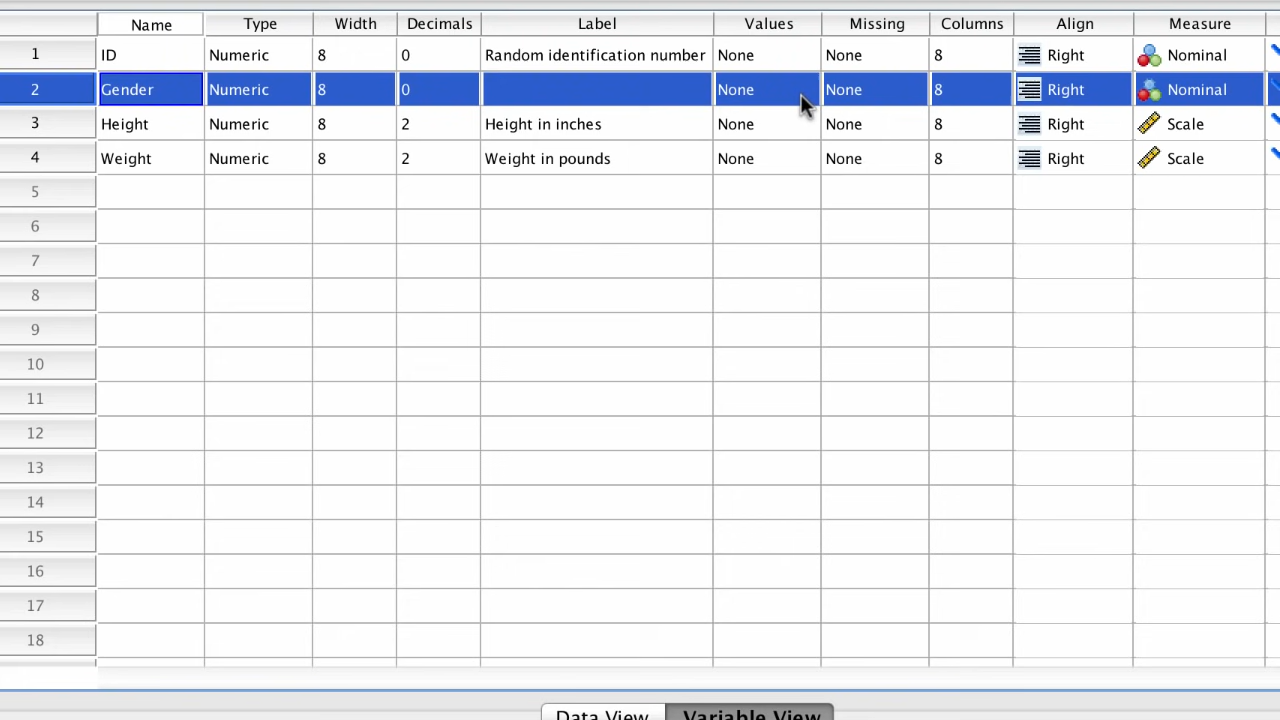 Name Type Width Decimals Label Values Missing Columns Align Measure
1 ID Numeric 8 0 Random identification number None None 8 Right Nominal
2 Gender Numeric 8 0 None None 8 Right Nominal
3 Height Numeric 8 2 Height in inches None None 8 Right Scale
4 Weight Numeric 8 2 Weight in pounds None None 8 Right Scale
5
6
7
8
9
10
11
12
13
14
15
16
17
18
Data View Variable View